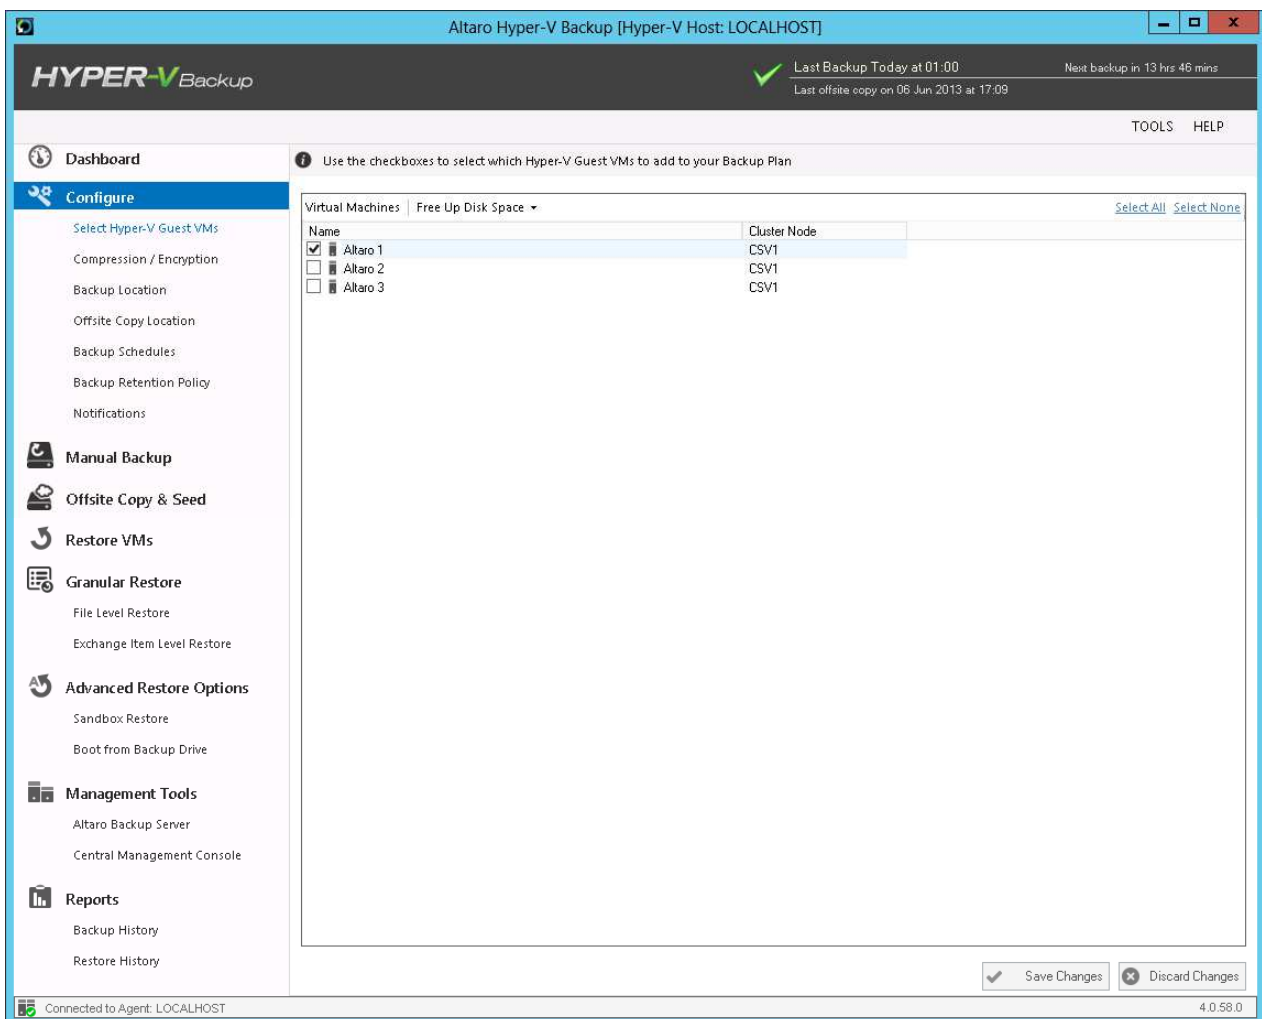 Altaro Hyper-V Backup [Hyper-V Host: LOCALHOST]
HYPER-V Backup
Last Backup Today at 01:00
Next backup in 13 hrs 46 mins
Last offsite copy on 06 Jun 2013 at 17:09
TOOLS HELP
Dashboard
Use the checkboxes to select which Hyper-V Guest VMs to add to your Backup Plan
Configure
Select Hyper-V Guest VMs
Compression / Encryption
Backup Location
Offsite Copy Location
Backup Schedules
Backup Retention Policy
Notifications
Manual Backup
Offsite Copy & Seed
Restore VMs
Granular Restore
File Level Restore
Exchange Item Level Restore
Advanced Restore Options
Sandbox Restore
Boot from Backup Drive
Management Tools
Altaro Backup Server
Central Management Console
Reports
Backup History
Restore History
Virtual Machines Free Up Disk Space Select All Select None
Name Cluster Node
Altaro 1 CSV1
Altaro 2 CSV1
Altaro 3 CSV1
Save Changes Discard Changes
Connected to Agent: LOCALHOST 4.0.58.0